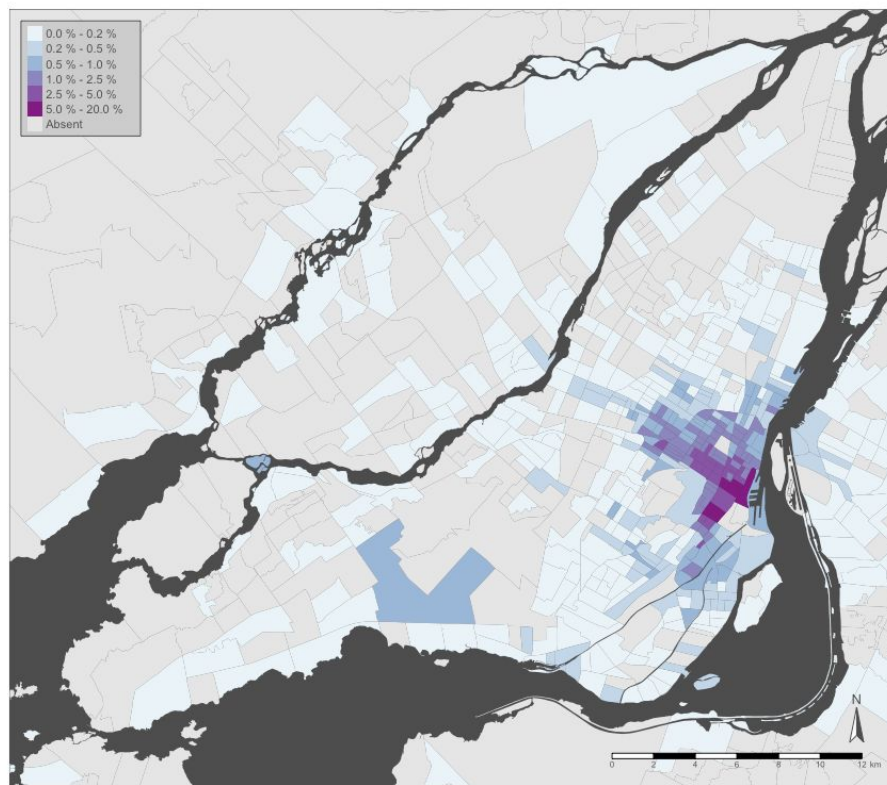 0.0 % - 0.2 %
0.2 % - 0.5 %
0.5 % - 1.0 %
1.0 % - 2.5 %
2.5 % - 5.0 %
5.0 % - 20.0 %
Absent
N
0 2 4 6 8 10 12 km